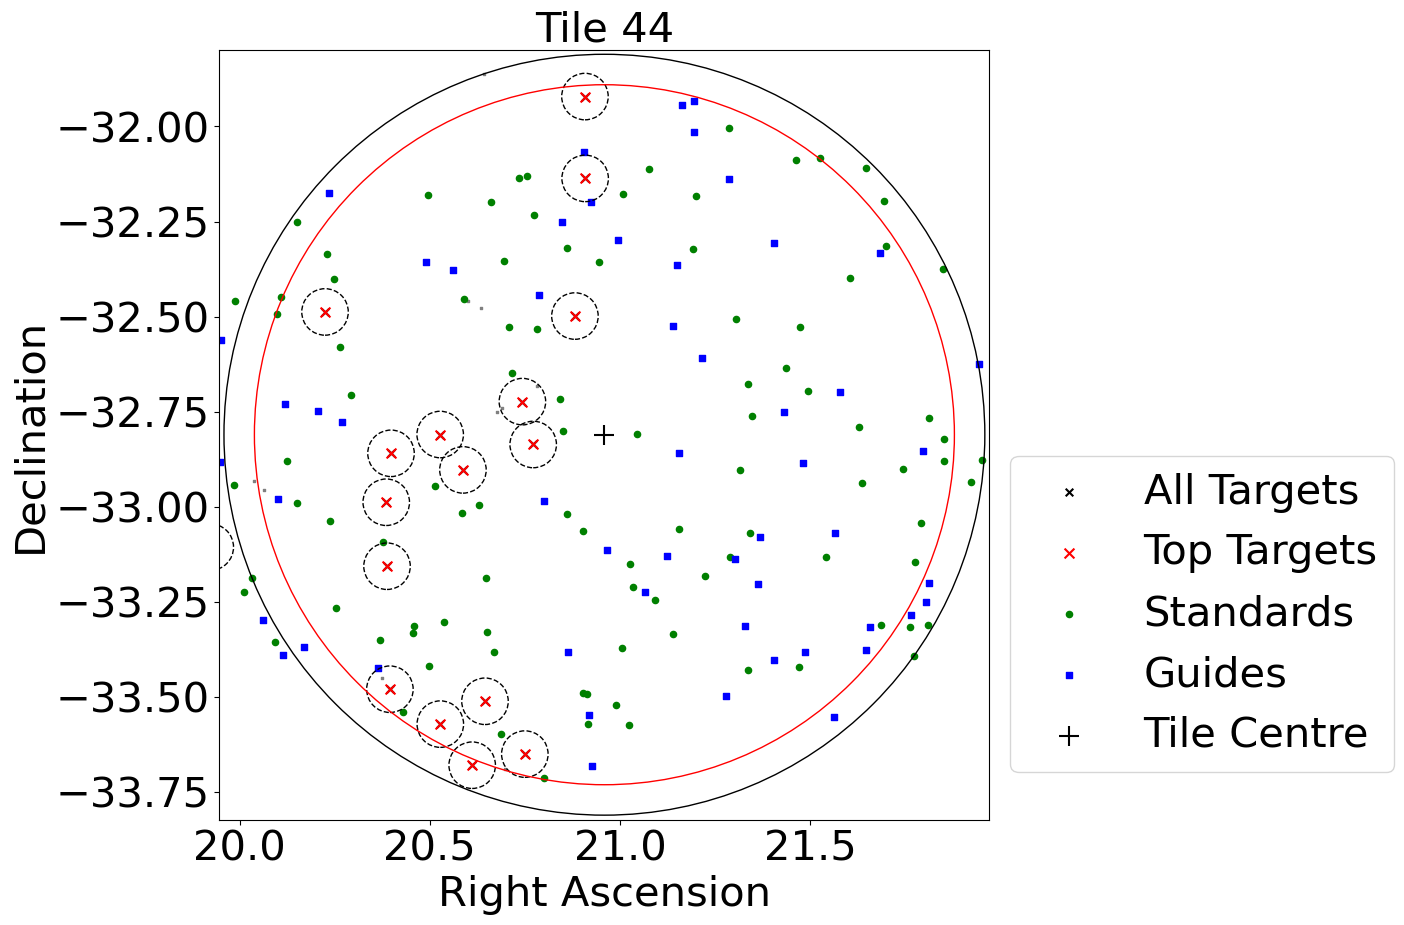 Tile 44
Declination
−32.00
−32.25
−32.50
−32.75
−33.00
−33.25
−33.50
−33.75
20.0 20.5 21.0 21.5
Right Ascension
All Targets
Top Targets
Standards
Guides
Tile Centre